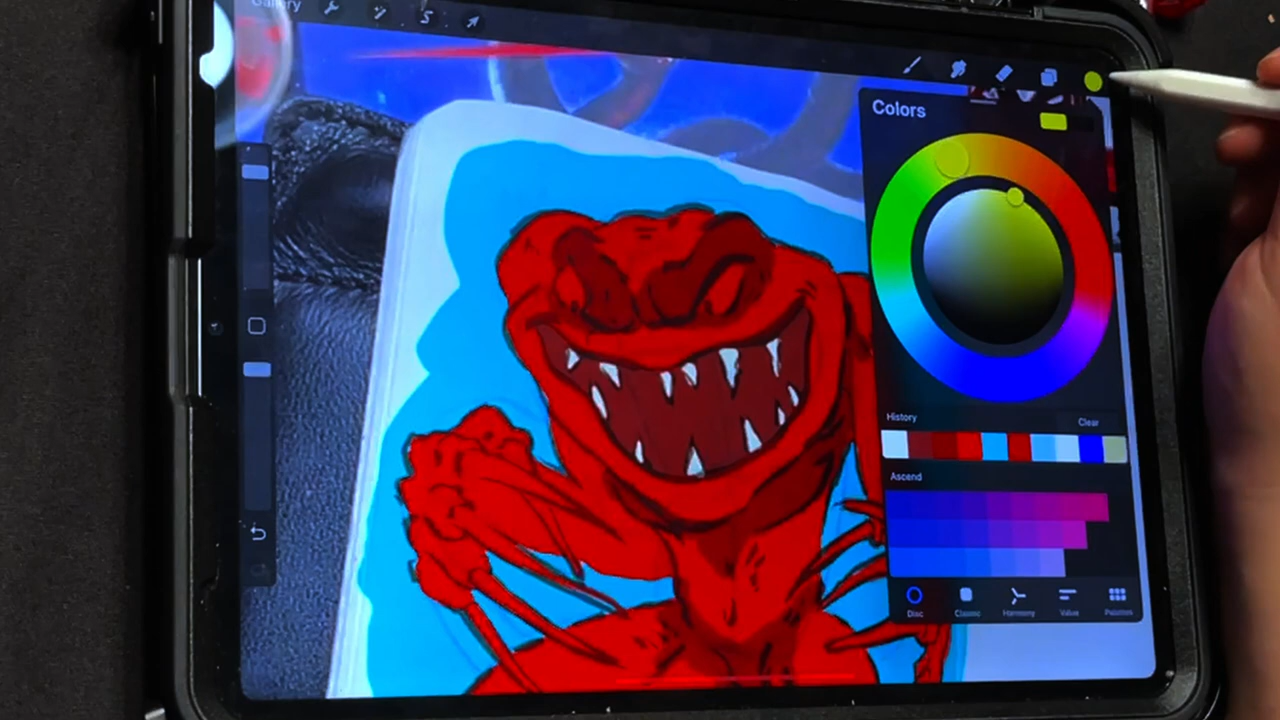 Gallery
Colors
History
Clear
Ascend
Disc
Classic
Harmony
Value
Palettes